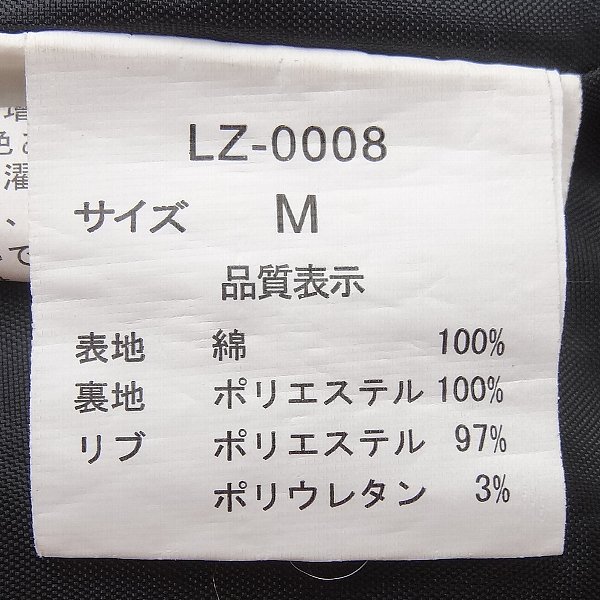 LZ-0008
サイズ M
品質表示
表地 綿 100%
裏地 ポリエステル 100%
リブ ポリエステル 97%
ポリウレタン 3%
色
濯